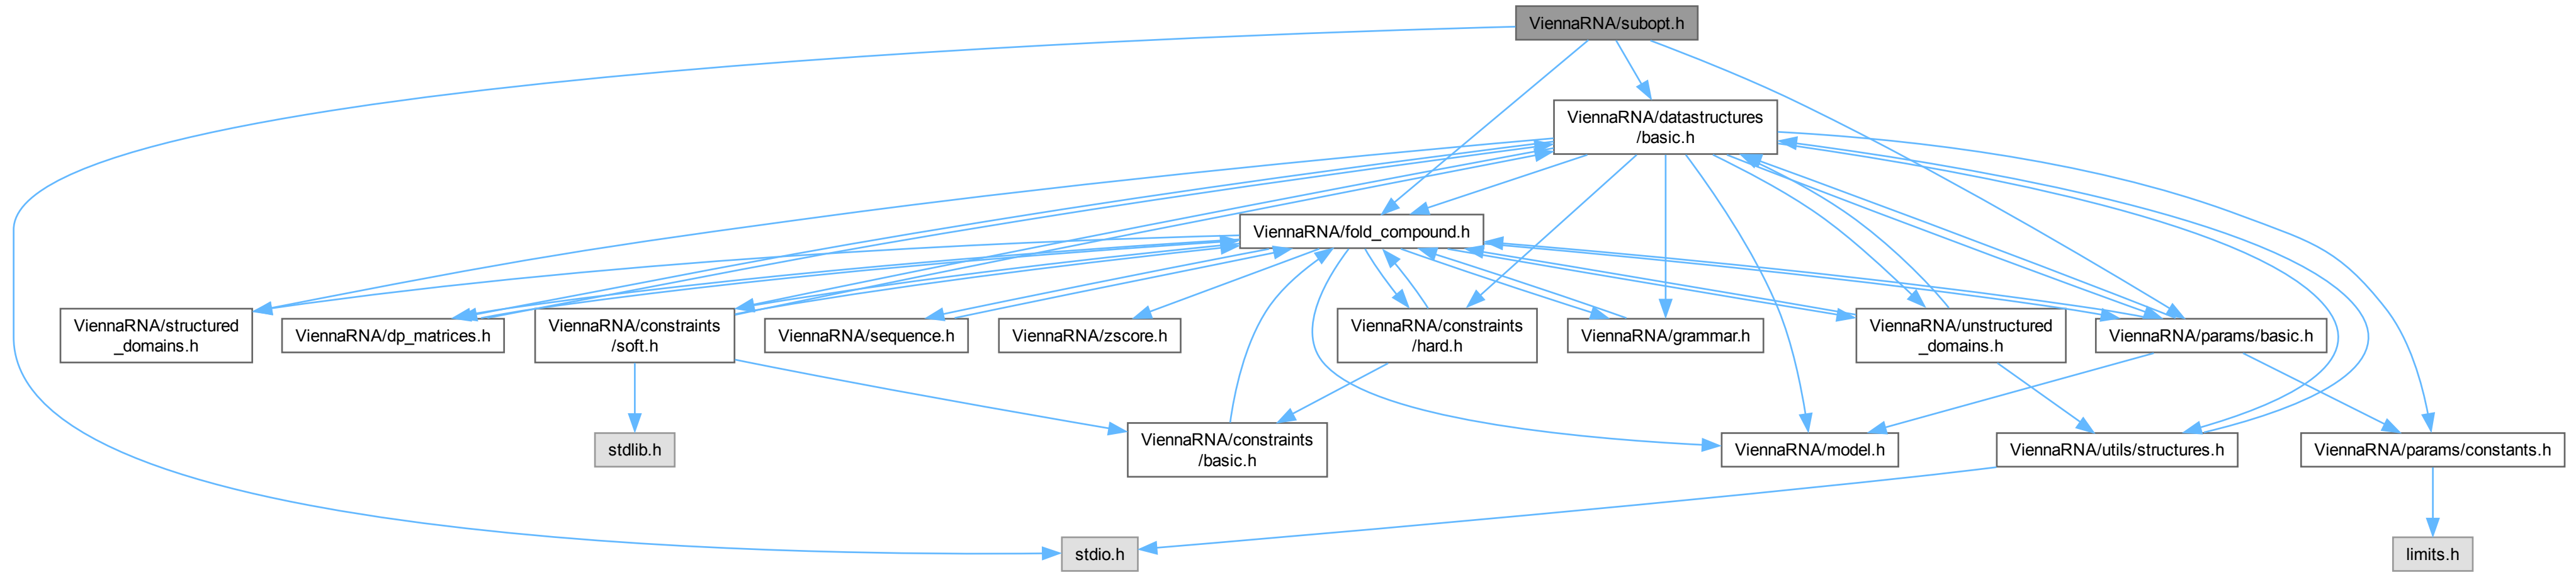 ViennaRNA/subopt.h
ViennaRNA/datastructures
/basic.h
ViennaRNA/fold_compound.h
ViennaRNA/structured
_domains.h
ViennaRNA/dp_matrices.h
ViennaRNA/constraints
/soft.h
ViennaRNA/sequence.h
ViennaRNA/zscore.h
ViennaRNA/constraints
/hard.h
ViennaRNA/grammar.h
ViennaRNA/unstructured
_domains.h
ViennaRNA/params/basic.h
stdlib.h
ViennaRNA/constraints
/basic.h
ViennaRNA/model.h
ViennaRNA/utils/structures.h
ViennaRNA/params/constants.h
stdio.h
limits.h